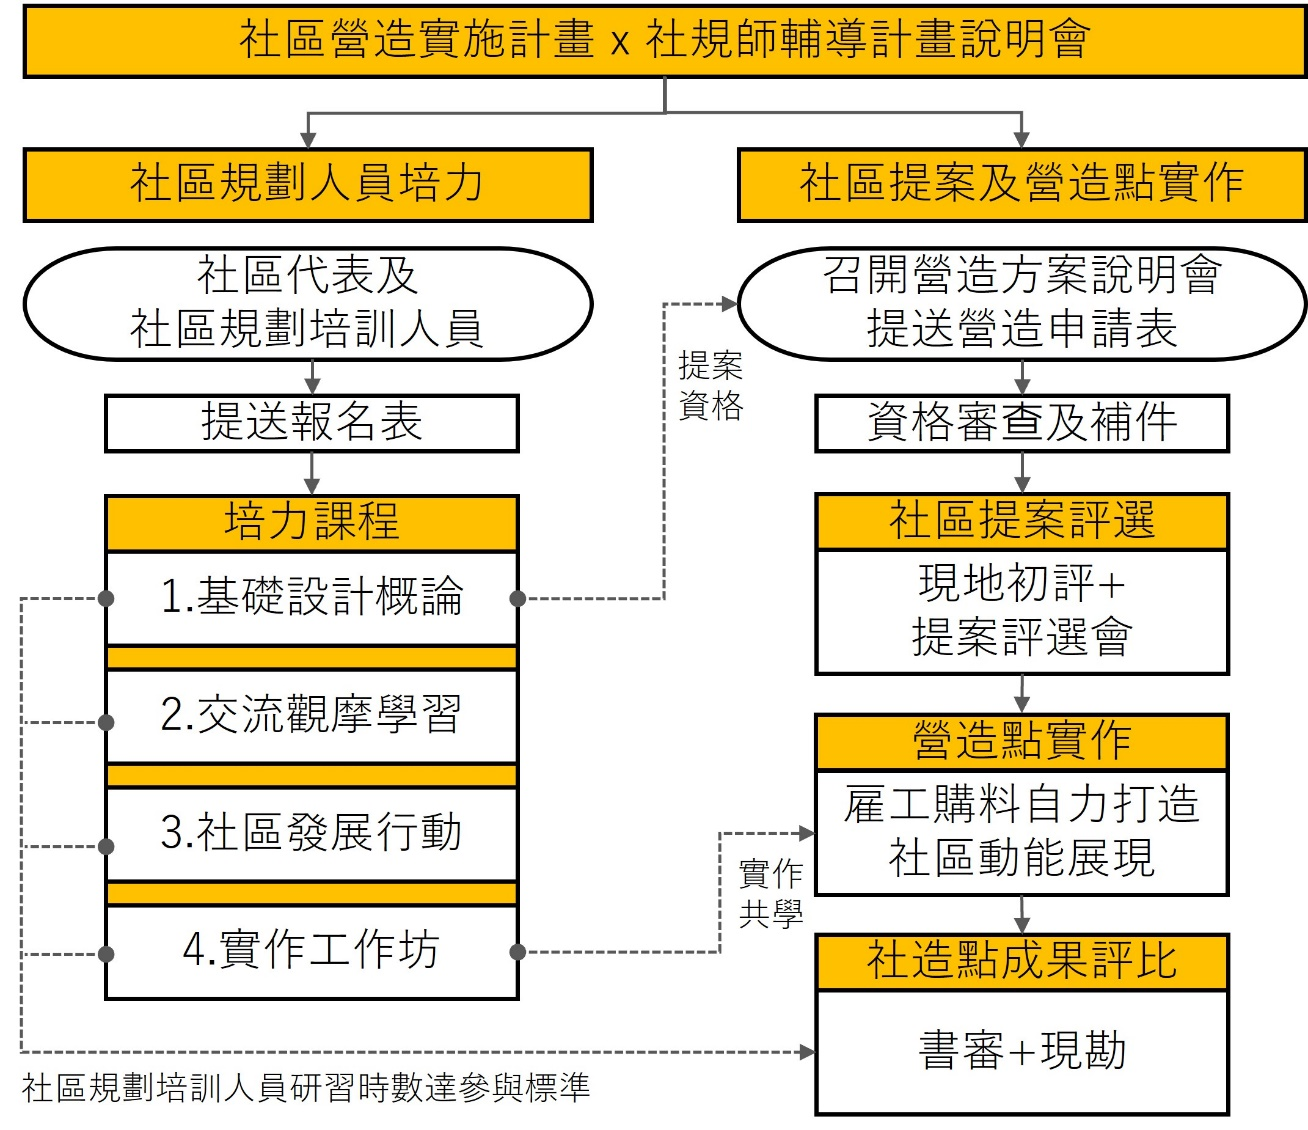 社區營造實施計畫 x 社規師輔導計畫說明會
社區規劃人員培力
社區代表及
社區規劃培訓人員
提送報名表
培力課程
1.基礎設計概論
2.交流觀摩學習
3.社區發展行動
4.實作工作坊
社區規劃培訓人員研習時數達參與標準
提案
資格
實作
共學
社區提案及營造點實作
召開營造方案說明會
提送營造申請表
資格審查及補件
社區提案評選
現地初評+
提案評選會
營造點實作
雇工購料自力打造
社區動能展現
社造點成果評比
書審+現勘